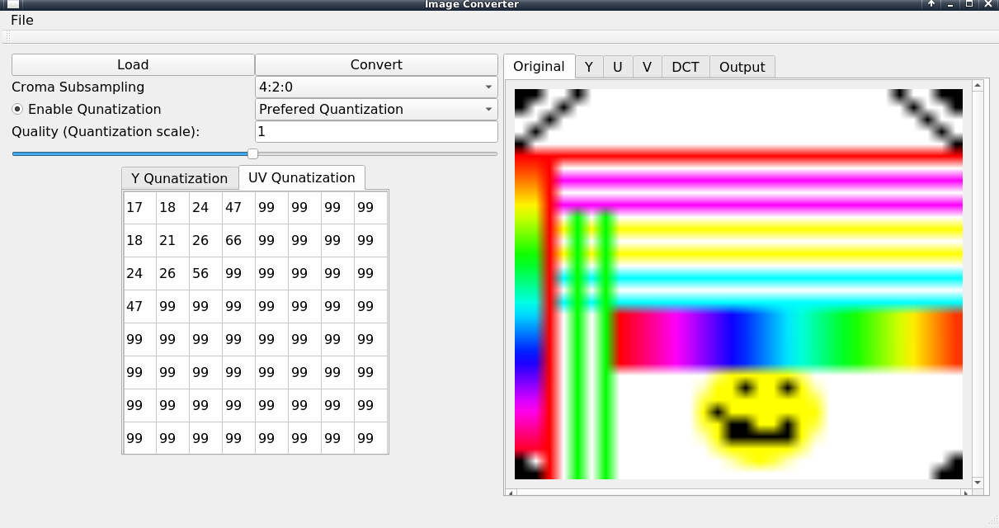 Image Converter
File
Load Convert
Croma Subsampling 4:2:0
Enable Qunatization Prefered Quantization
Quality (Quantization scale): 1
Y Qunatization UV Qunatization
17 18 24 47 99 99 99 99
18 21 26 66 99 99 99 99
24 26 56 99 99 99 99 99
47 99 99 99 99 99 99 99
99 99 99 99 99 99 99 99
99 99 99 99 99 99 99 99
99 99 99 99 99 99 99 99
99 99 99 99 99 99 99 99
Original Y U V DCT Output